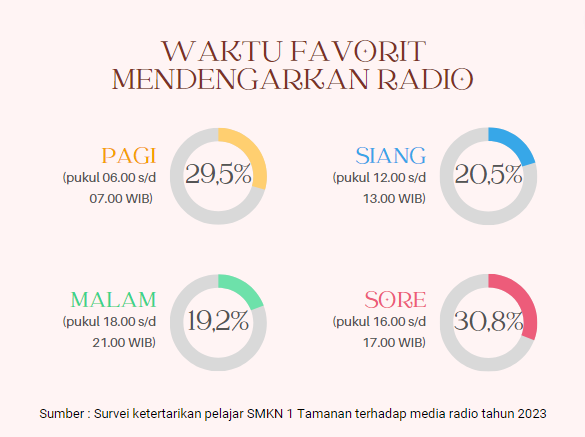 WAKTU FAVORIT
MENDENGARKAN RADIO
PAGI
(pukul 06.00 s/d
07.00 WIB)
29,5%
SIANG
(pukul 12.00 s/d
13.00 WIB)
20,5%
MALAM
(pukul 18.00 s/d
21.00 WIB)
19,2%
SORE
(pukul 16.00 s/d
17.00 WIB)
30,8%
Sumber : Survei ketertarikan pelajar SMKN 1 Tamanan terhadap media radio tahun 2023